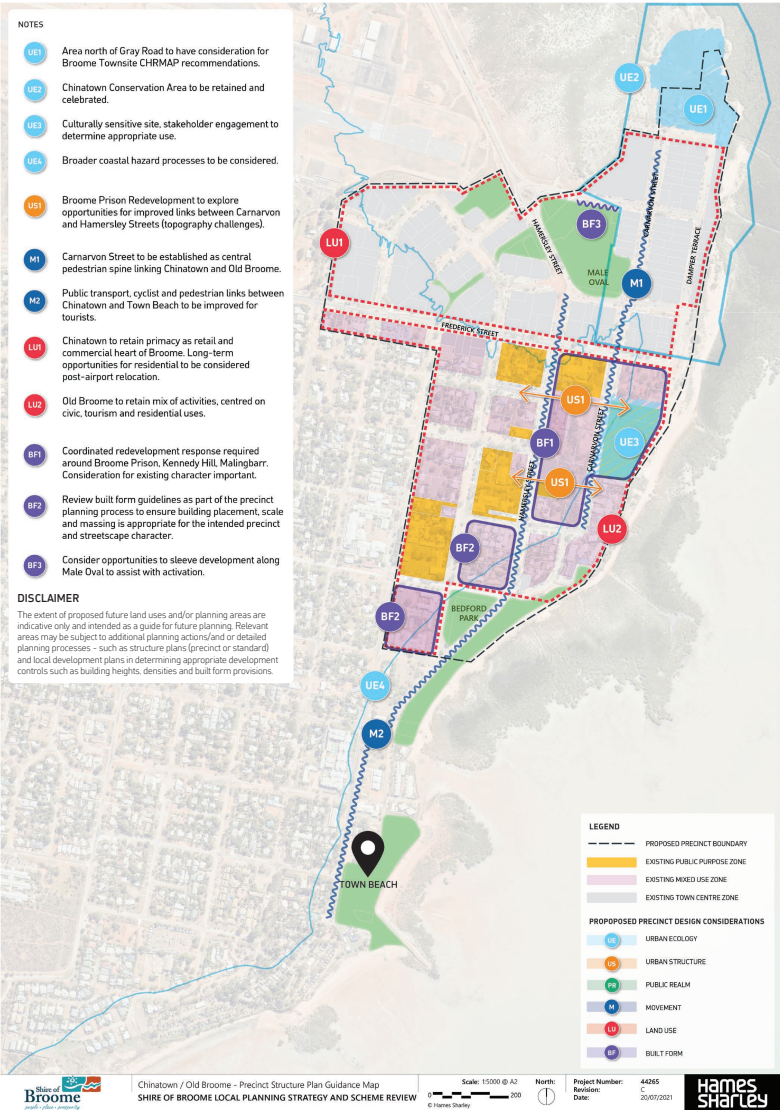 NOTES
UE1
Area north of Gray Road to have consideration for
Broome Townsite CHRMAP recommendations.
UE2
Chinatown Conservation Area to be retained and
celebrated.
UE3
Culturally sensitive site, stakeholder engagement to
determine appropriate use.
UE4
Broader coastal hazard processes to be considered.
US1
Broome Prison Redevelopment to explore
opportunities for improved links between Carnarvon
and Hamersley Streets (topography challenges).
M1
Carnarvon Street to be established as central
pedestrian spine linking Chinatown and Old Broome.
M2
Public transport, cyclist and pedestrian links between
Chinatown and Town Beach to be improved for
tourists.
LU1
Chinatown to retain primacy as retail and
commercial heart of Broome. Long-term
opportunities for residential to be considered
post-airport relocation.
LU2
Old Broome to retain mix of activities, centred on
civic, tourism and residential uses.
BF1
Coordinated redevelopment response required
around Broome Prison, Kennedy Hill, Malingbarr.
Consideration for existing character important.
BF2
Review built form guidelines as part of the precinct
planning process to ensure building placement, scale
and massing is appropriate for the intended precinct
and streetscape character.
BF3
Consider opportunities to sleeve development along
Male Oval to assist with activation.
DISCLAIMER
The extent of proposed future land uses and/or planning areas are
indicative only and intended as a guide for future planning. Relevant
areas may be subject to additional planning actions/and or detailed
planning processes - such as structure plans (precinct or standard)
and local development plans in determining appropriate development
controls such as building heights, densities and built form provisions.
UE2
UE1
CARNARVON STREET
BF3
HAMERSLEY STREET
LU1
DAMPIER TERRACE
MALE
OVAL
M1
FREDERICK STREET
US1
CARNARVON STREET
BF1
UE3
HAMERSLEY STREET
US1
LU2
BF2
BEDFORD
PARK
BF2
UE4
M2
TOWN BEACH
LEGEND
PROPOSED PRECINCT BOUNDARY
EXISTING PUBLIC PURPOSE ZONE
EXISTING MIXED USE ZONE
EXISTING TOWN CENTRE ZONE
PROPOPOSED PRECINCT DESIGN CONSIDERATIONS
UE URBAN ECOLOGY
US URBAN STRUCTURE
PR PUBLIC REALM
M MOVEMENT
LU LAND USE
BF BUILT FORM
Shire of
Broome
people • place • prosperity
Chinatown / Old Broome - Precinct Structure Plan Guidance Map
SHIRE OF BROOME LOCAL PLANNING STRATEGY AND SCHEME REVIEW
Scale: 1:5000 @ A2
0 200
© Hames Sharley
North:
Project Number: 44265
Revision: C
Date: 20/07/2021
HAMES
SHARLEY